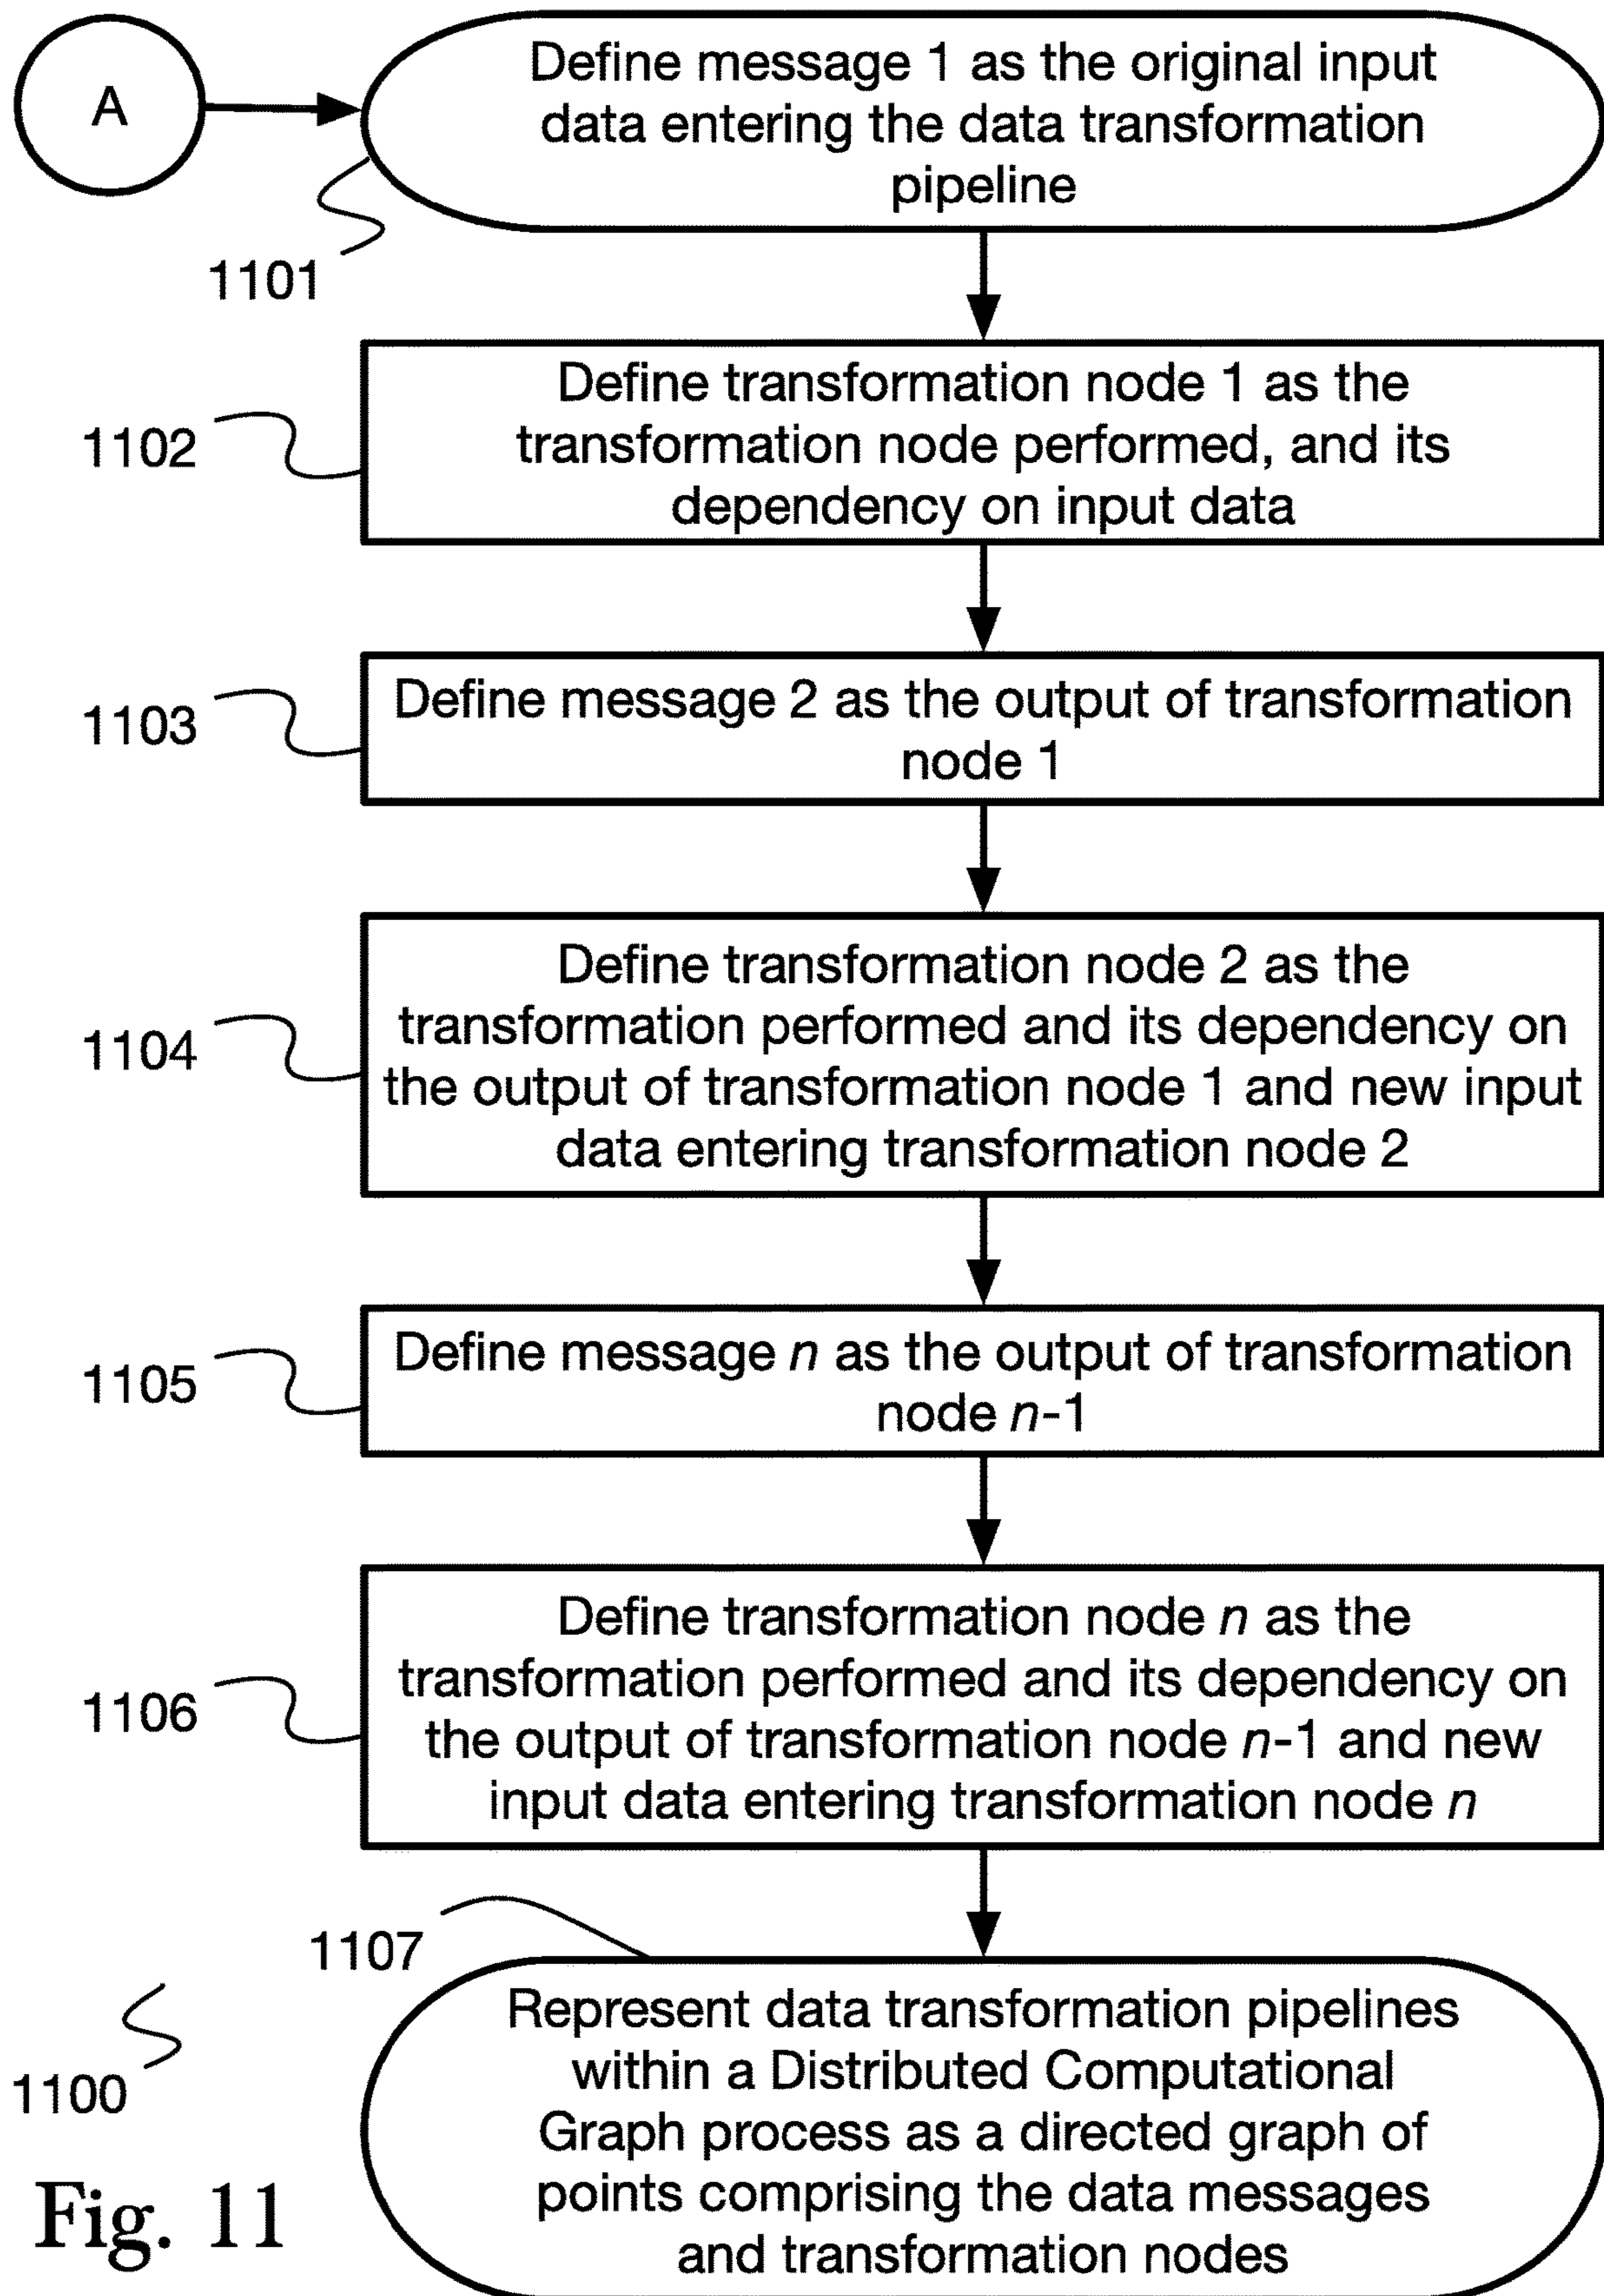 A
Define message 1 as the original input
data entering the data transformation
pipeline
1101
Define transformation node 1 as the
transformation node performed, and its
dependency on input data
1102
Define message 2 as the output of transformation
node 1
1103
Define transformation node 2 as the
transformation performed and its dependency on
the output of transformation node 1 and new input
data entering transformation node 2
1104
Define message n as the output of transformation
node n-1
1105
Define transformation node n as the
transformation performed and its dependency on
the output of transformation node n-1 and new
input data entering transformation node n
1106
1107
Represent data transformation pipelines
within a Distributed Computational
Graph process as a directed graph of
points comprising the data messages
and transformation nodes
1100
Fig. 11